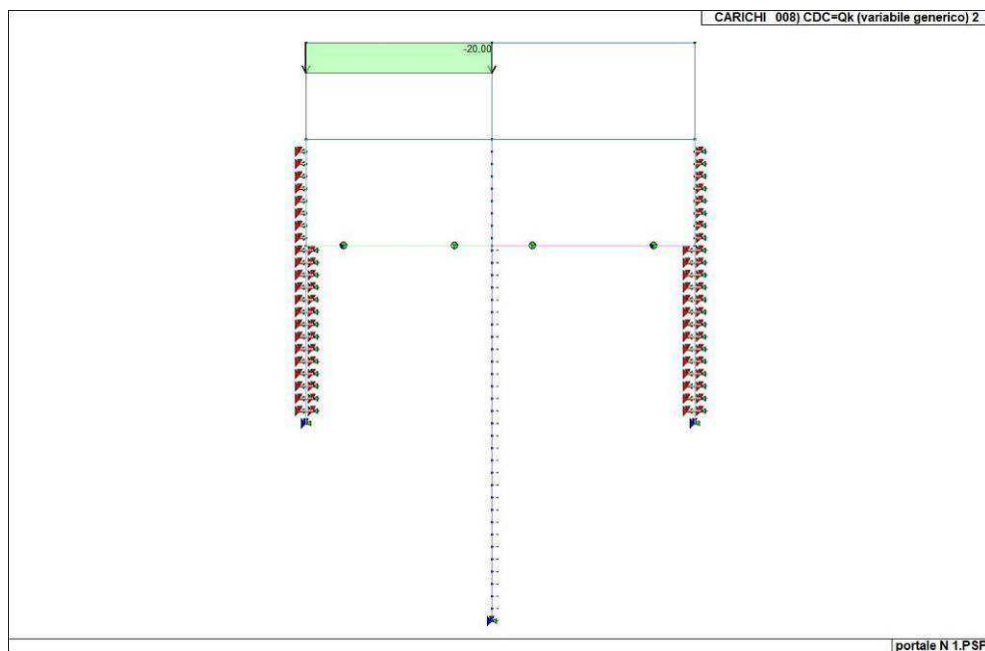 CARICHI 008) CDC=Qk (variabile generico) 2
-20.00
portale N 1.PSP